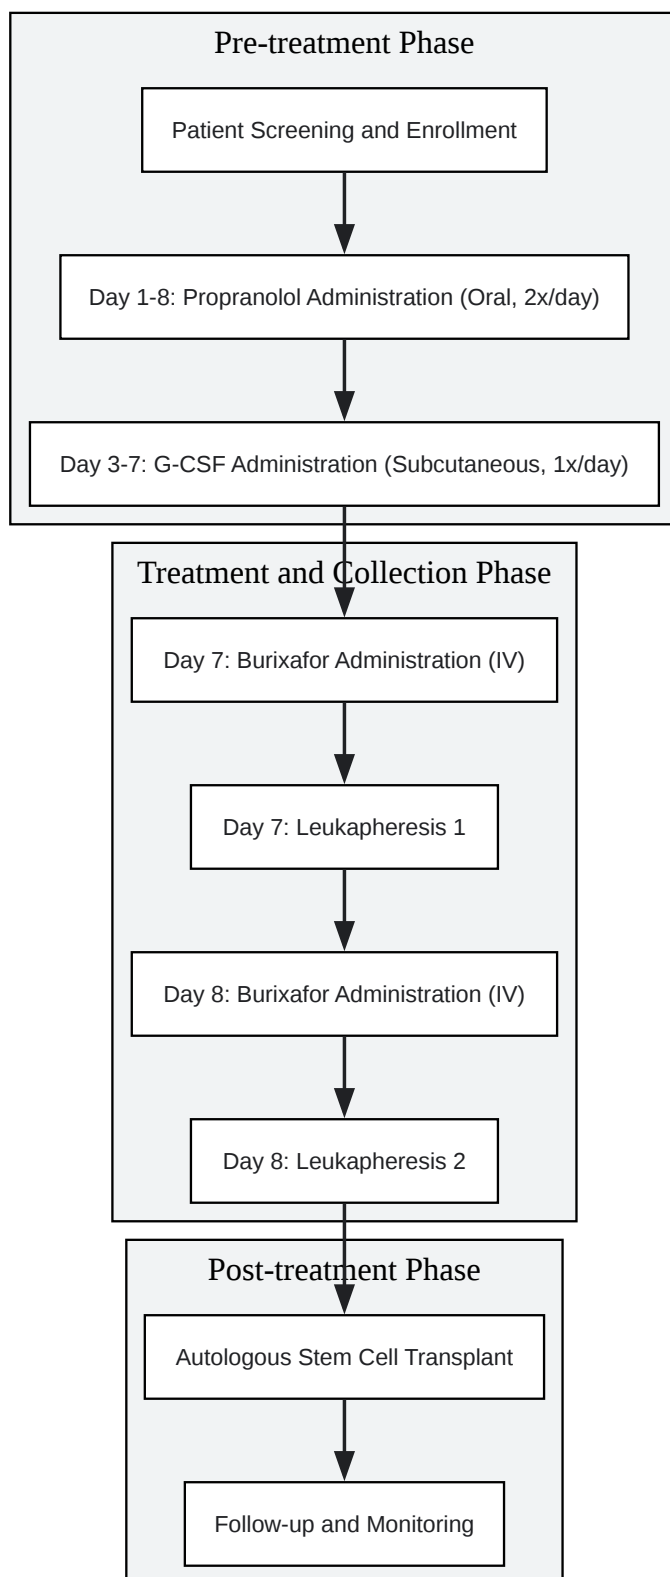 Pre-treatment Phase
Patient Screening and Enrollment
Day 1-8: Propranolol Administration (Oral, 2x/day)
Day 3-7: G-CSF Administration (Subcutaneous, 1x/day)
Treatment and Collection Phase
Day 7: Burixafor Administration (IV)
Day 7: Leukapheresis 1
Day 8: Burixafor Administration (IV)
Day 8: Leukapheresis 2
Post-treatment Phase
Autologous Stem Cell Transplant
Follow-up and Monitoring